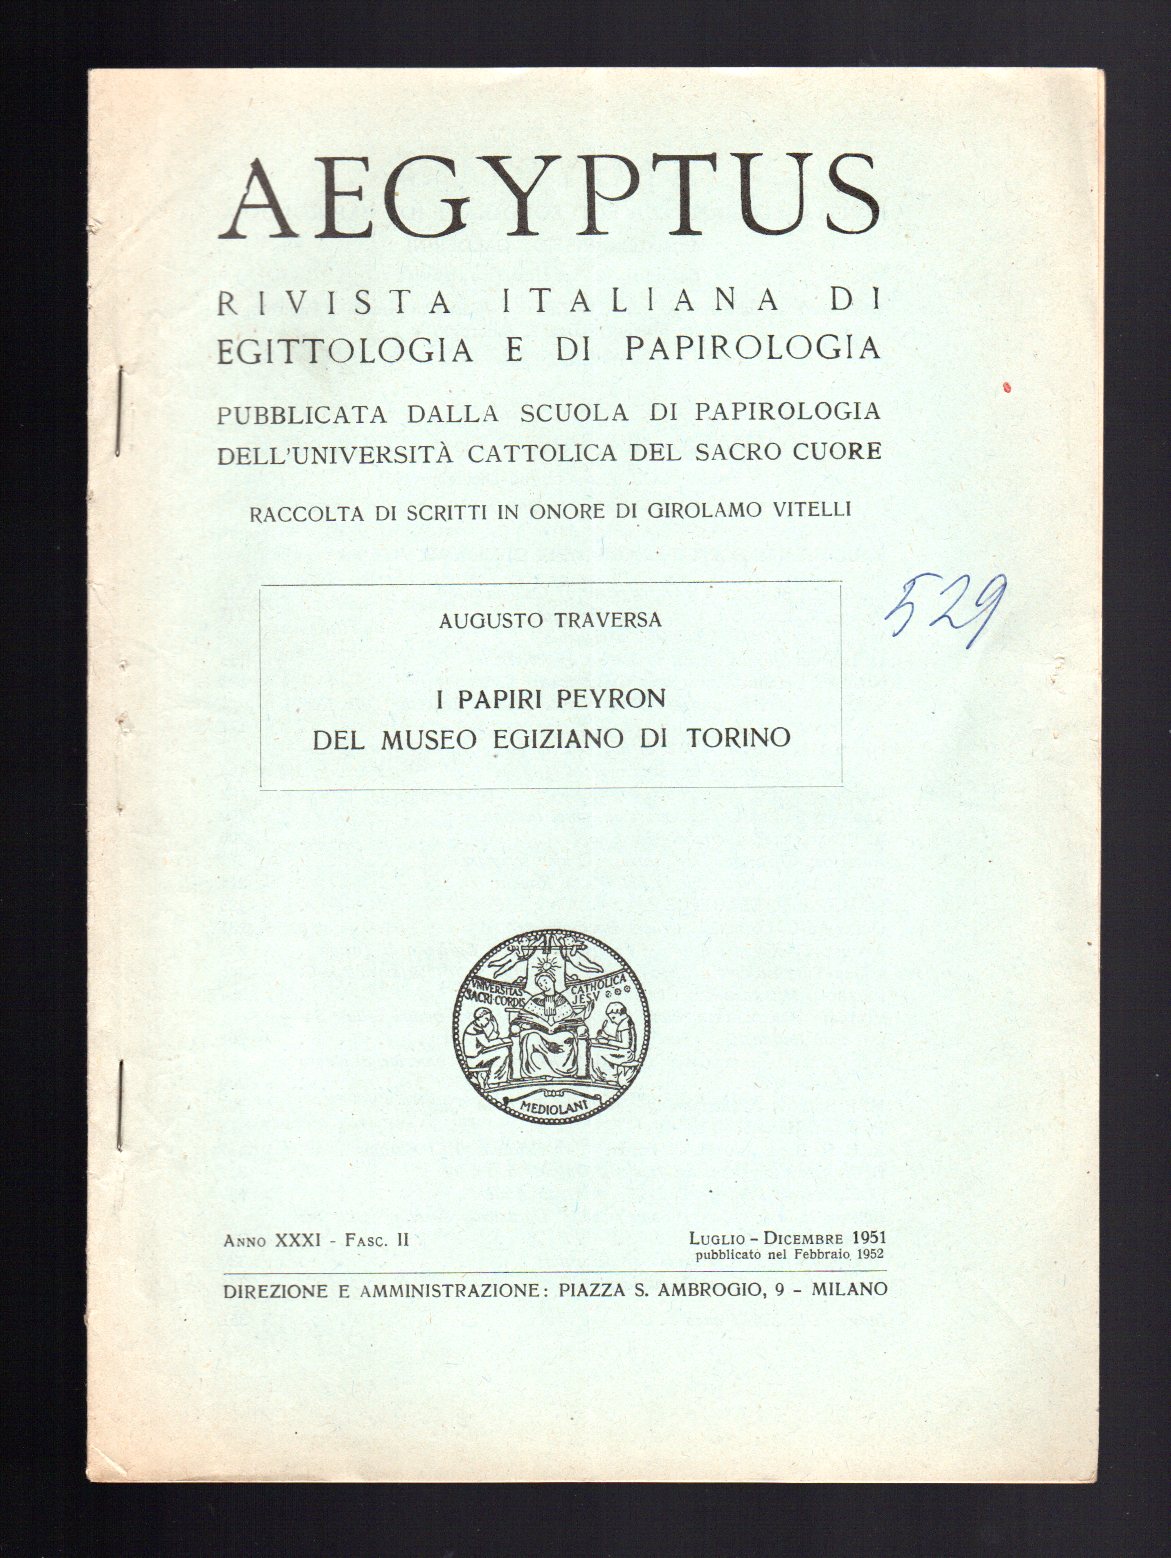 AEGYPTUS
RIVISTA ITALIANA DI
EGITTOLOGIA E DI PAPIROLOGIA
PUBBLICATA DALLA SCUOLA DI PAPIROLOGIA
DELL'UNIVERSITÀ CATTOLICA DEL SACRO CUORE
RACCOLTA DI SCRITTI IN ONORE DI GIROLAMO VITELLI
529
AUGUSTO TRAVERSA
I PAPIRI PEYRON
DEL MUSEO EGIZIANO DI TORINO
UNIVERSITAS CATHOLICA
SACRI·CORDIS JESV
MEDIOLANI
ANNO XXXI - FASC. II
LUGLIO - DICEMBRE 1951
pubblicato nel Febbraio 1952
DIREZIONE E AMMINISTRAZIONE: PIAZZA S. AMBROGIO, 9 - MILANO